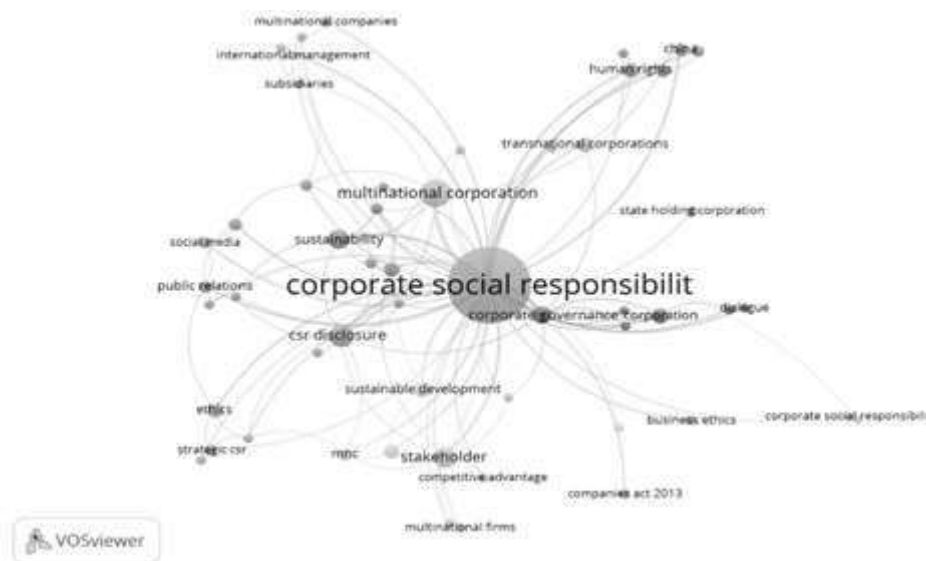 multinational companies
china
international management
human rights
subsidiaries
transnational corporations
multinational corporation
state holding corporation
sustainability
social media
public relations
corporate social responsibilit
corporate governance corporation
dialogue
csr disclosure
sustainable development
ethics
business ethics
corporate social responsibili
strategic csr
mnc
stakeholder
competitive advantage
companies act 2013
multinational firms
VOSviewer